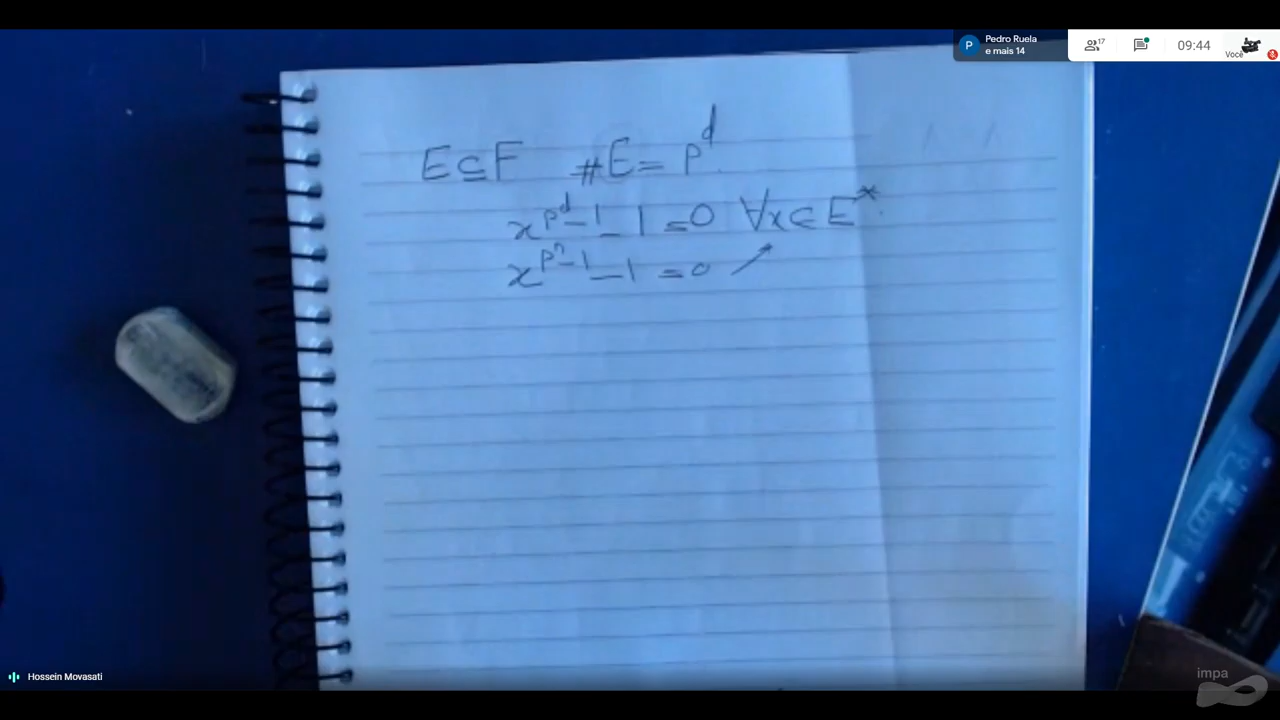 Pedro Ruela
e mais 14
P
17
09:44
Você
E⊆F #E = p^d.
x^{p^d-1} - 1 = 0 ∀x∈E^*.
x^{p^n-1} - 1 = 0 ↗
Hossein Movasati
impa